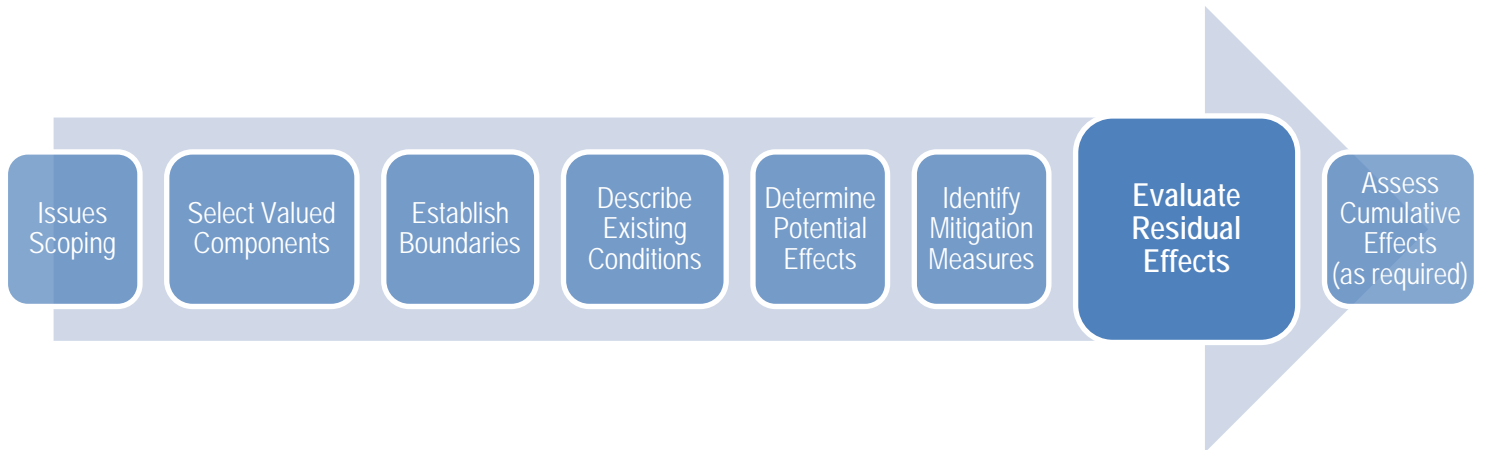 Issues
Scoping
Select Valued
Components
Establish
Boundaries
Describe
Existing
Conditions
Determine
Potential
Effects
Identify
Mitigation
Measures
Evaluate
Residual
Effects
Assess
Cumulative
Effects
(as required)